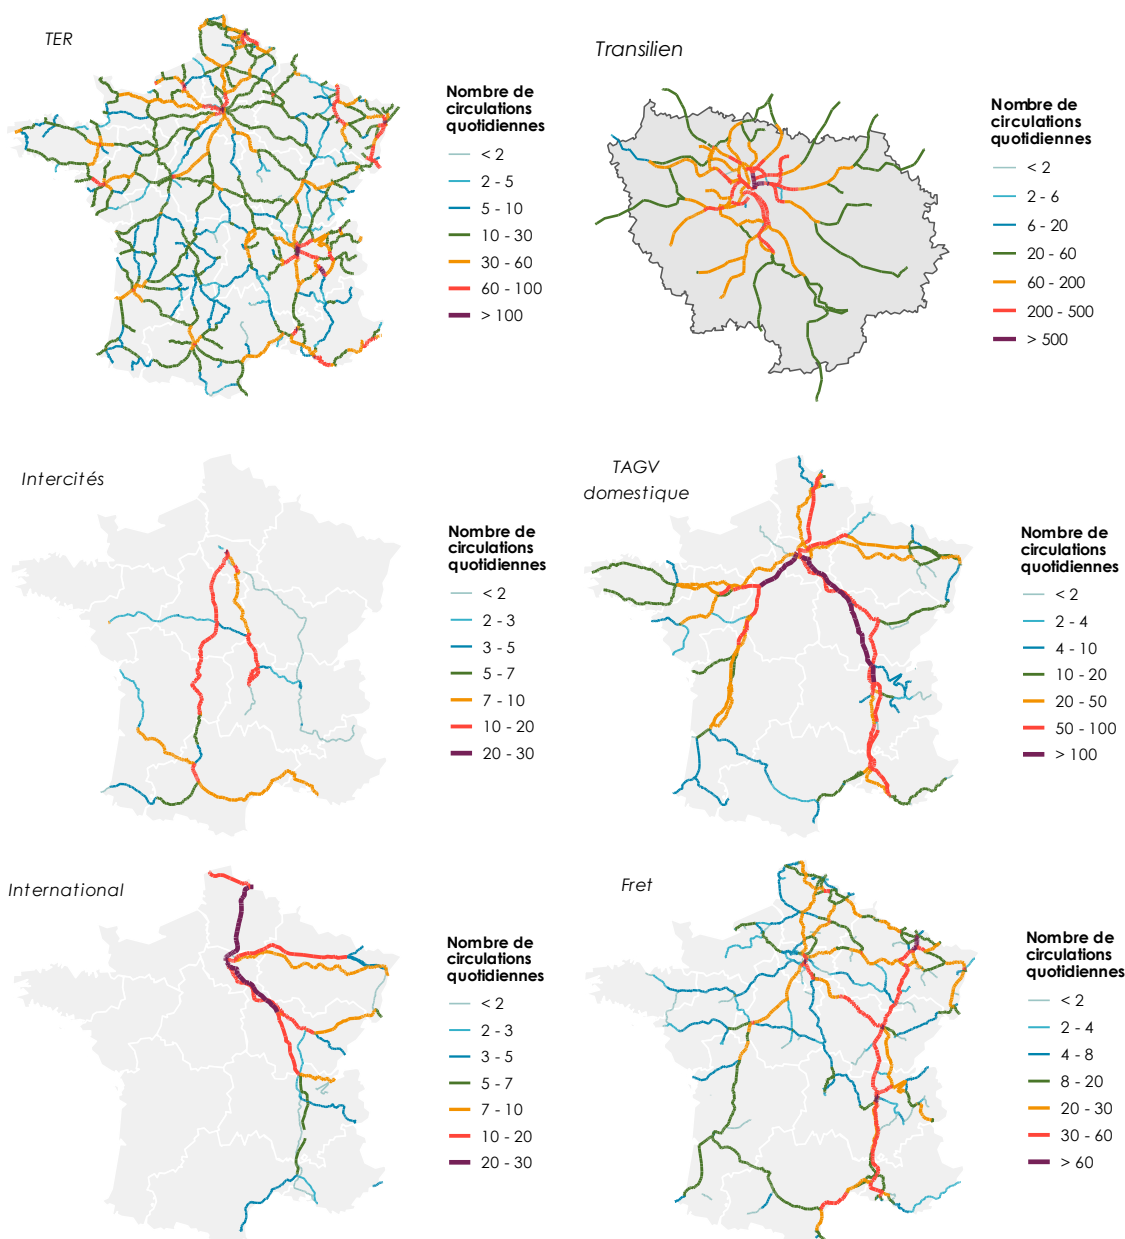 TER
Nombre de
circulations
quotidiennes
< 2
2 - 5
5 - 10
10 - 30
30 - 60
60 - 100
> 100
Transilien
Nombre de
circulations
quotidiennes
< 2
2 - 6
6 - 20
20 - 60
60 - 200
200 - 500
> 500
Intercités
Nombre de
circulations
quotidiennes
< 2
2 - 3
3 - 5
5 - 7
7 - 10
10 - 20
20 - 30
TAGV
domestique
Nombre de
circulations
quotidiennes
< 2
2 - 4
4 - 10
10 - 20
20 - 50
50 - 100
> 100
International
Nombre de
circulations
quotidiennes
< 2
2 - 3
3 - 5
5 - 7
7 - 10
10 - 20
20 - 30
Fret
Nombre de
circulations
quotidiennes
< 2
2 - 4
4 - 8
8 - 20
20 - 30
30 - 60
> 60